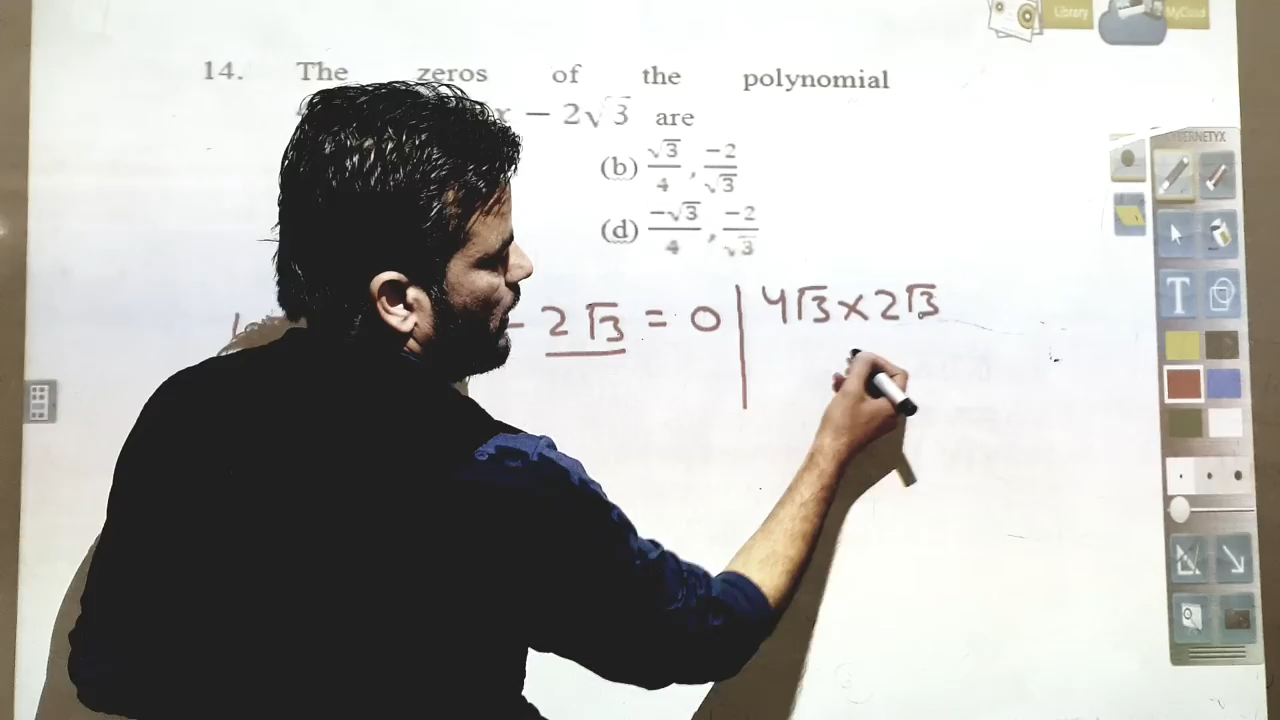 14. The zeros of the polynomial
x − 2√3 are
(b) √3/4, −2/√3
(d) −√3/4, −2/√3
− 2√3 = 0 | 4√3 × 2√3
Library
MyCloud
T